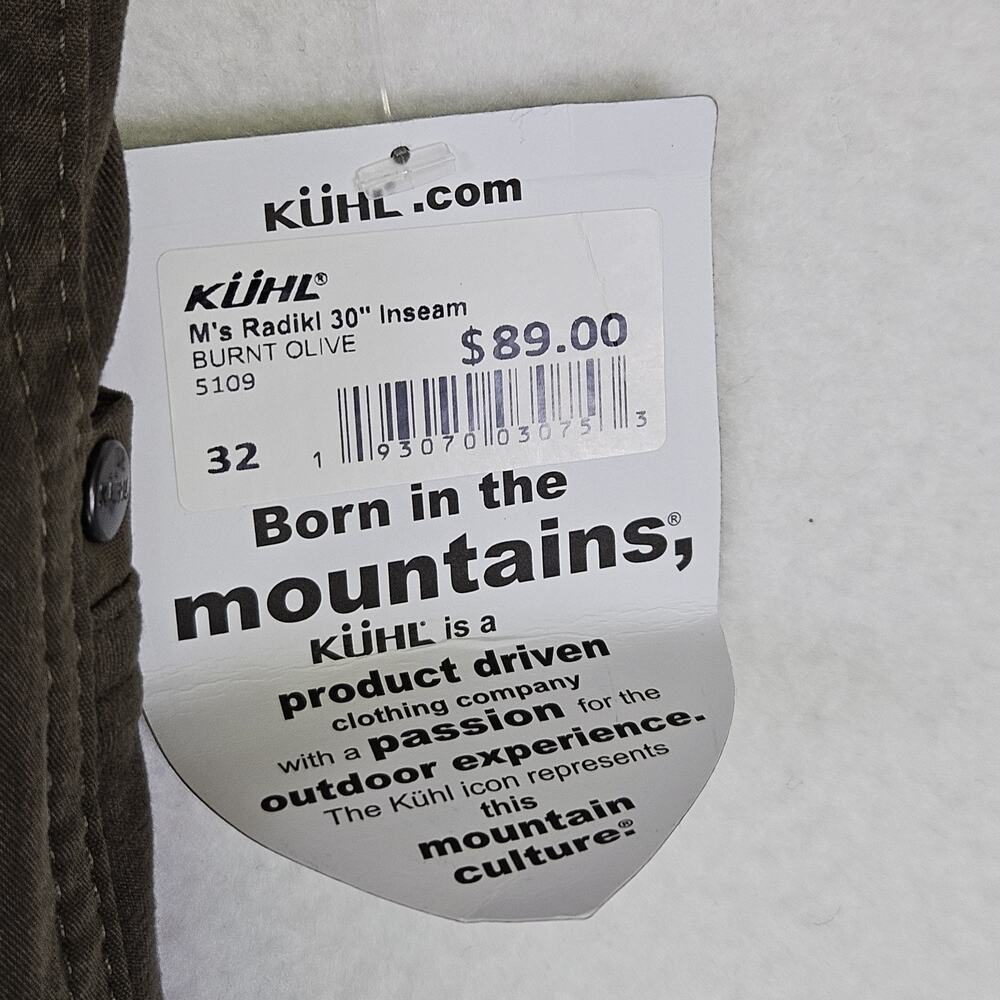 KÜHL.com
KÜHL®
M's Radikl 30" Inseam
BURNT OLIVE
$89.00
5109
32
1 93070 03075 3
Born in the
mountains,®
KÜHL® is a
product driven
clothing company
with a passion for the
outdoor experience.
The Kühl icon represents
this
mountain
culture.®
KÜHL